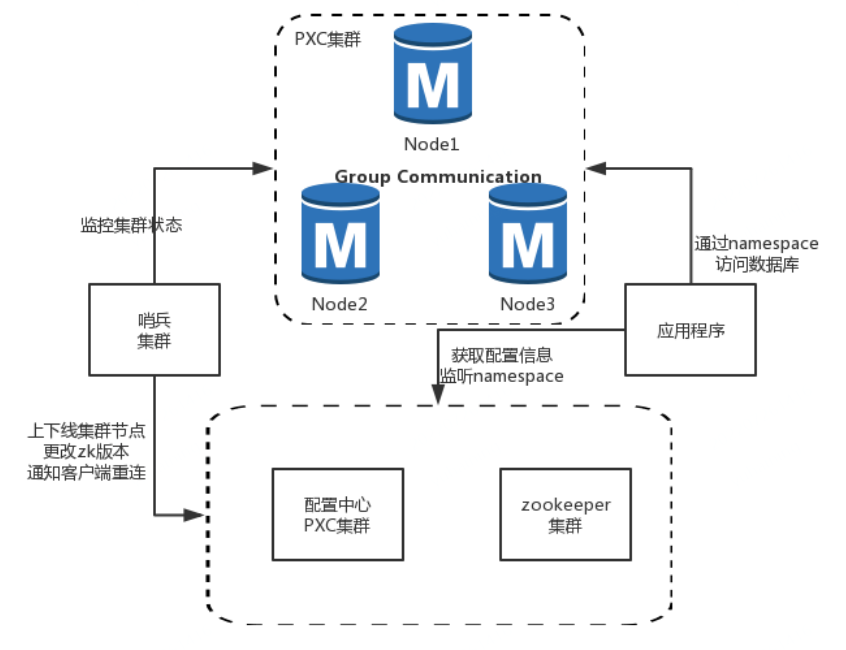 PXC集群
M
Node1
Group Communication
M
M
Node2
Node3
监控集群状态
通过namespace
访问数据库
哨兵
集群
应用程序
获取配置信息
监听namespace
上下线集群节点
更改zk版本
通知客户端重连
配置中心
PXC集群
zookeeper
集群